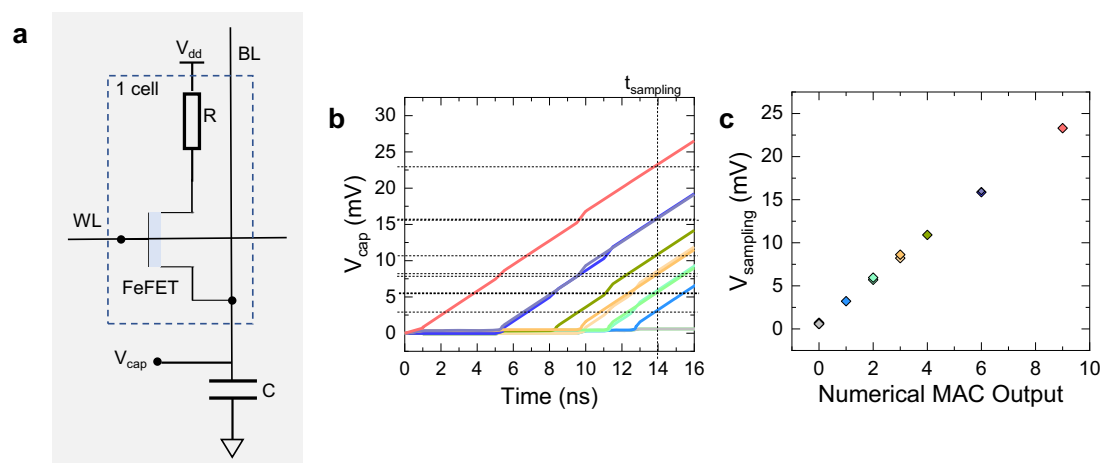 a
V_dd
BL
1 cell
R
WL
FeFET
V_cap
C
b
t_sampling
30
25
20
15
10
5
0
V_cap (mV)
0 2 4 6 8 10 12 14 16
Time (ns)
c
25
20
15
10
5
0
V_sampling (mV)
0 2 4 6 8 10
Numerical MAC Output